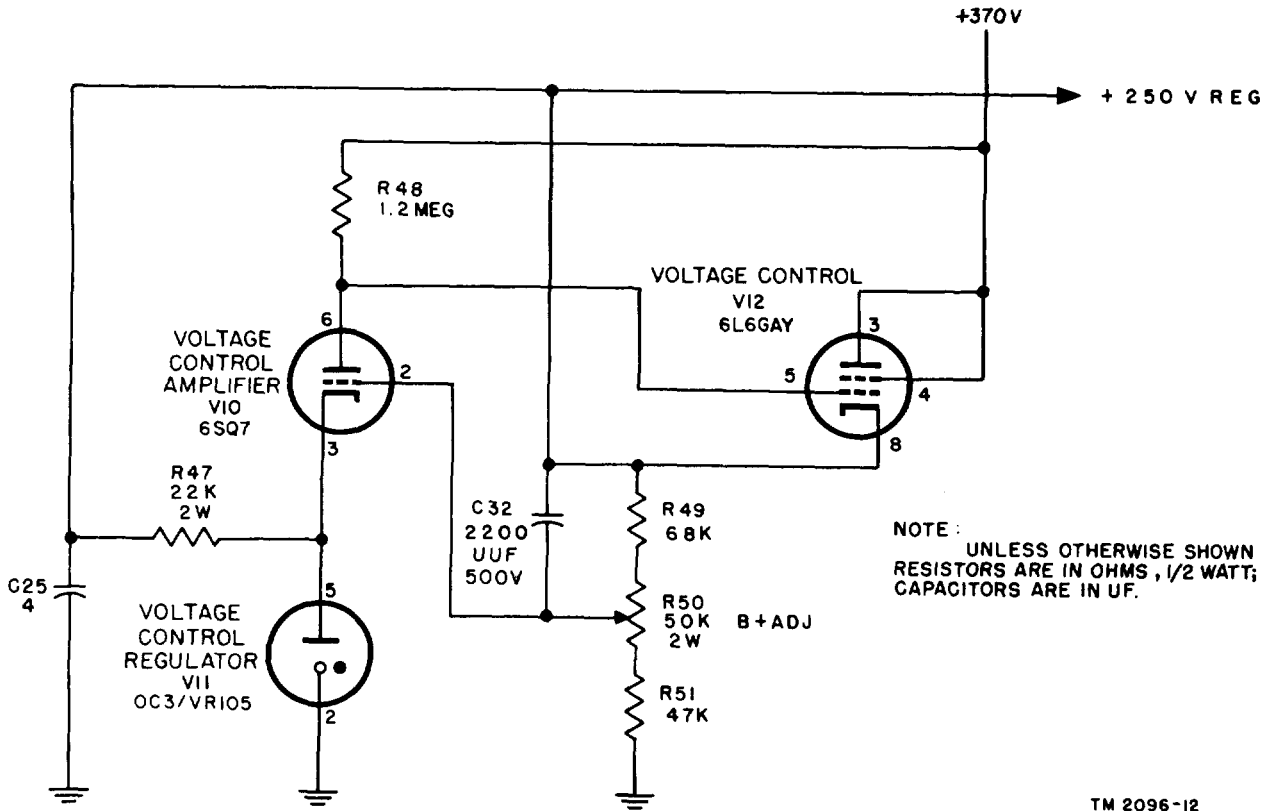 +370V
+ 250 V REG
R48
1.2 MEG
VOLTAGE CONTROL
V12
6L6GAY
3
5
4
8
VOLTAGE
CONTROL
AMPLIFIER
V10
6SQ7
6
2
3
R47
22K
2W
C32
2200
UUF
500V
R49
68K
R50
50K
2W
B+ADJ
R51
47K
NOTE:
UNLESS OTHERWISE SHOWN
RESISTORS ARE IN OHMS, 1/2 WATT;
CAPACITORS ARE IN UF.
C25
4
VOLTAGE
CONTROL
REGULATOR
V11
OC3/VR105
5
2
TM 2096-12